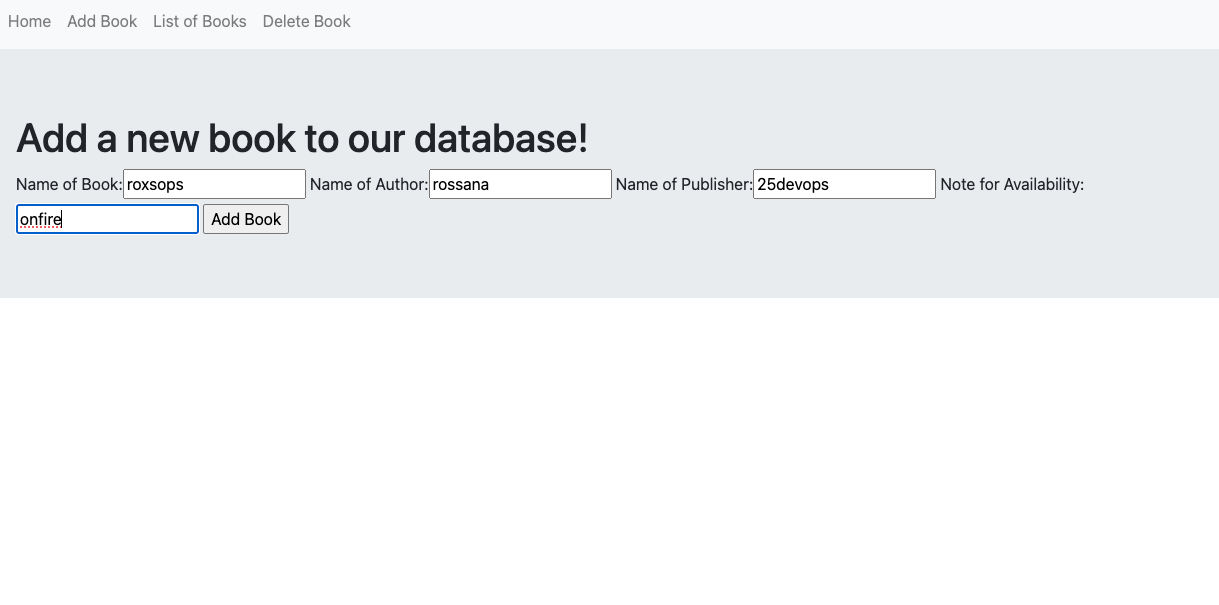 Home Add Book List of Books Delete Book
Add a new book to our database!
Name of Book: roxsops Name of Author: rossana Name of Publisher: 25devops Note for Availability:
onfire Add Book